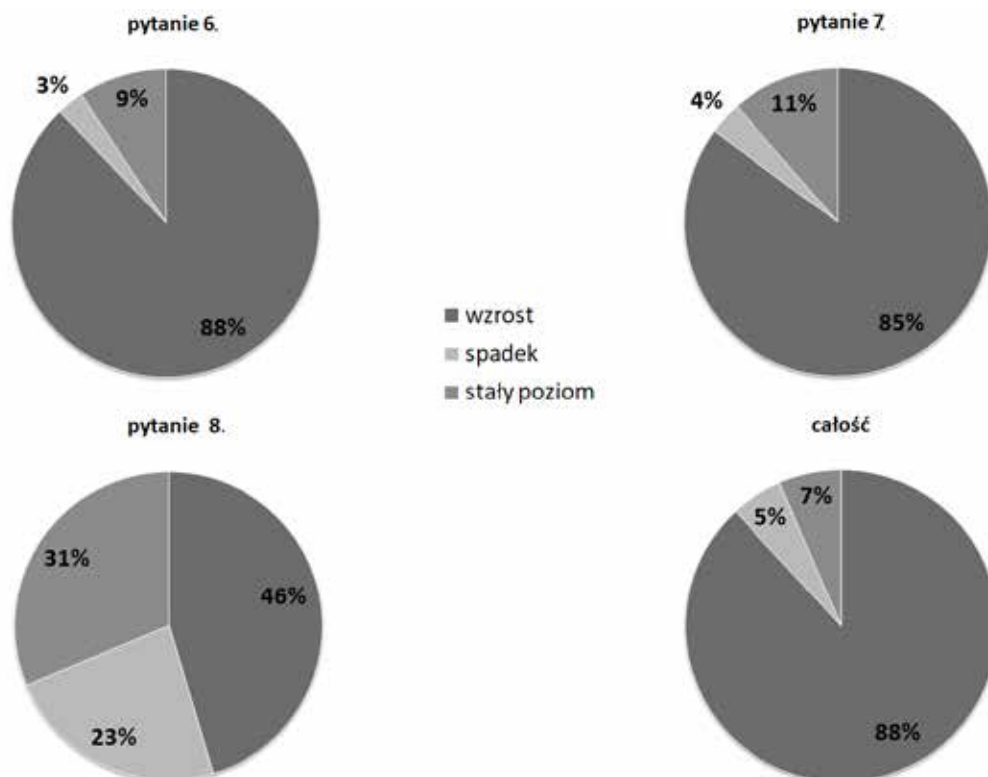 pytanie 6.
3%
9%
88%
pytanie 7.
4%
11%
85%
wzrost
spadek
stały poziom
pytanie 8.
31%
46%
23%
całość
5%
7%
88%